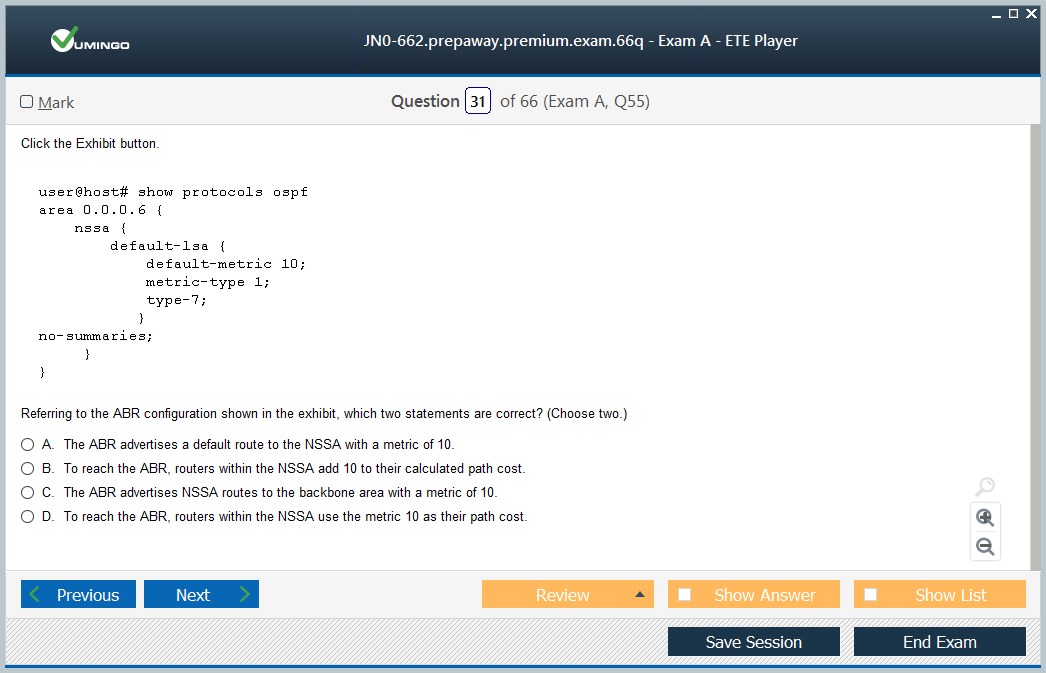 VUMINGO
JN0-662.prepaway.premium.exam.66q - Exam A - ETE Player
Mark
Question 31 of 66 (Exam A, Q55)
Click the Exhibit button.
user@host# show protocols ospf
area 0.0.0.6 {
nssa {
default-lsa {
default-metric 10;
metric-type 1;
type-7;
}
no-summaries;
}
}
Referring to the ABR configuration shown in the exhibit, which two statements are correct? (Choose two.)
A. The ABR advertises a default route to the NSSA with a metric of 10.
B. To reach the ABR, routers within the NSSA add 10 to their calculated path cost.
C. The ABR advertises NSSA routes to the backbone area with a metric of 10.
D. To reach the ABR, routers within the NSSA use the metric 10 as their path cost.
Previous Next Review Show Answer Show List
Save Session End Exam